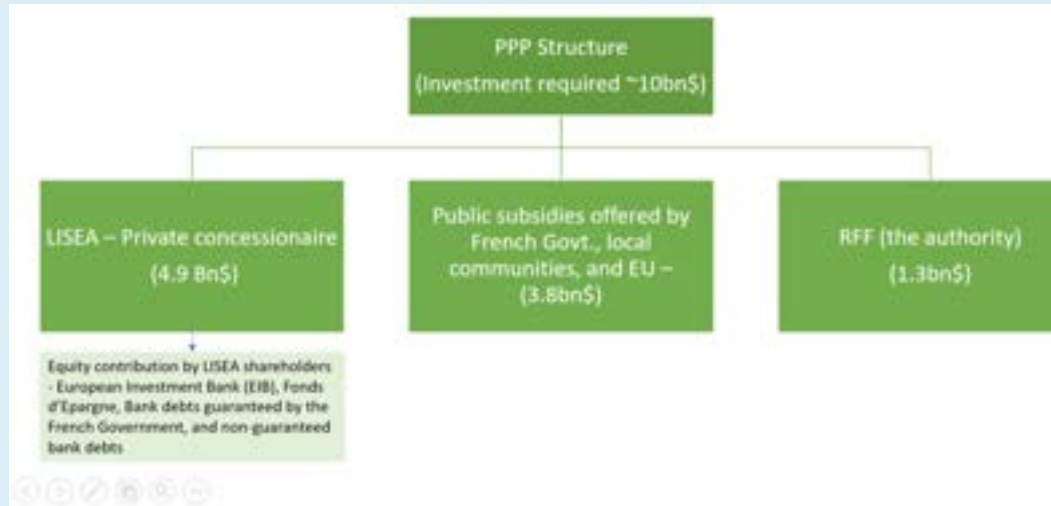 PPP Structure
(Investment required ~10bn$)
LISEA – Private concessionaire
(4.9 Bn$)
Public subsidies offered by
French Govt., local
communities, and EU –
(3.8bn$)
RFF (the authority)
(1.3bn$)
Equity contribution by LISEA shareholders
- European Investment Bank (EIB), Fonds
d'Epargne, Bank debts guaranteed by the
French Government, and non-guaranteed
bank debts